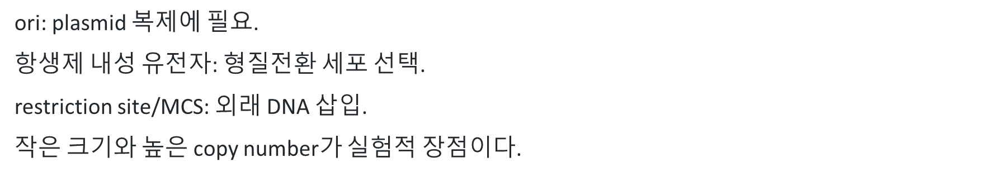 ori: plasmid 복제에 필요.
항생제 내성 유전자: 형질전환 세포 선택.
restriction site/MCS: 외래 DNA 삽입.
작은 크기와 높은 copy number가 실험적 장점이다.